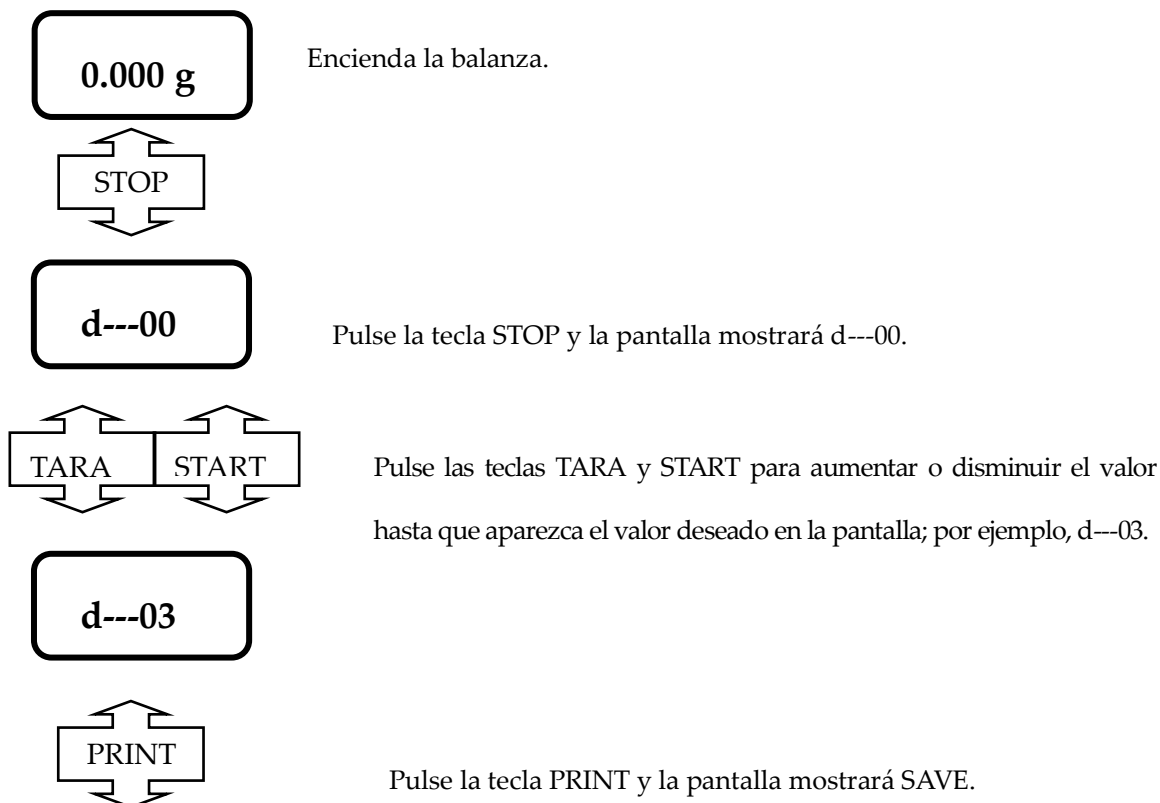 0.000 g
Encienda la balanza.
STOP
d---00
Pulse la tecla STOP y la pantalla mostrará d---00.
TARA START
Pulse las teclas TARA y START para aumentar o disminuir el valor
hasta que aparezca el valor deseado en la pantalla; por ejemplo, d---03.
d---03
PRINT
Pulse la tecla PRINT y la pantalla mostrará SAVE.